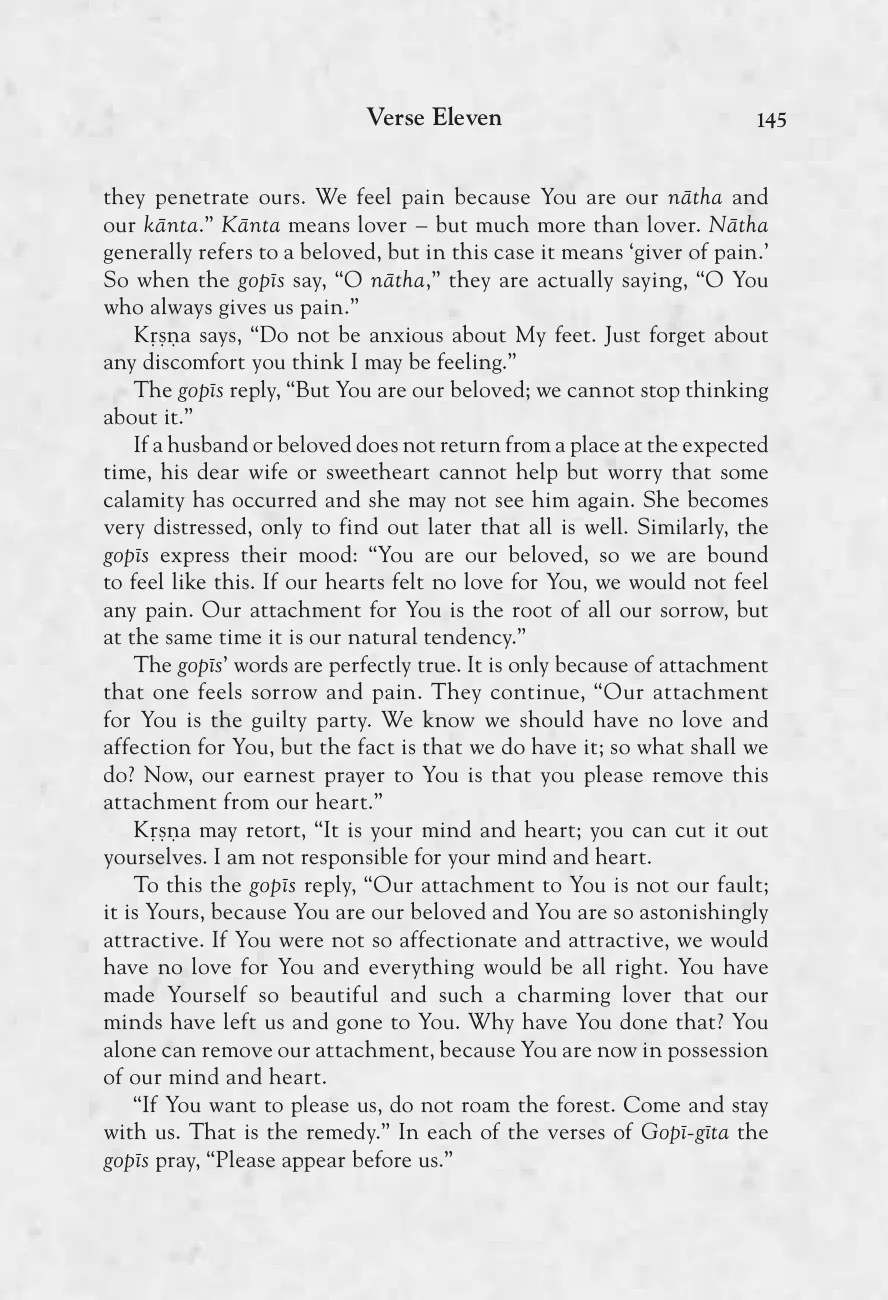 Verse Eleven 145
they penetrate ours. We feel pain because You are our nātha and
our kānta.” Kānta means lover – but much more than lover. Nātha
generally refers to a beloved, but in this case it means ‘giver of pain.’
So when the gopīs say, “O nātha,” they are actually saying, “O You
who always gives us pain.”
Kṛṣṇa says, “Do not be anxious about My feet. Just forget about
any discomfort you think I may be feeling.”
The gopīs reply, “But You are our beloved; we cannot stop thinking
about it.”
If a husband or beloved does not return from a place at the expected
time, his dear wife or sweetheart cannot help but worry that some
calamity has occurred and she may not see him again. She becomes
very distressed, only to find out later that all is well. Similarly, the
gopīs express their mood: “You are our beloved, so we are bound
to feel like this. If our hearts felt no love for You, we would not feel
any pain. Our attachment for You is the root of all our sorrow, but
at the same time it is our natural tendency.”
The gopīs’ words are perfectly true. It is only because of attachment
that one feels sorrow and pain. They continue, “Our attachment
for You is the guilty party. We know we should have no love and
affection for You, but the fact is that we do have it; so what shall we
do? Now, our earnest prayer to You is that you please remove this
attachment from our heart.”
Kṛṣṇa may retort, “It is your mind and heart; you can cut it out
yourselves. I am not responsible for your mind and heart.
To this the gopīs reply, “Our attachment to You is not our fault;
it is Yours, because You are our beloved and You are so astonishingly
attractive. If You were not so affectionate and attractive, we would
have no love for You and everything would be all right. You have
made Yourself so beautiful and such a charming lover that our
minds have left us and gone to You. Why have You done that? You
alone can remove our attachment, because You are now in possession
of our mind and heart.
“If You want to please us, do not roam the forest. Come and stay
with us. That is the remedy.” In each of the verses of Gopī-gīta the
gopīs pray, “Please appear before us.”